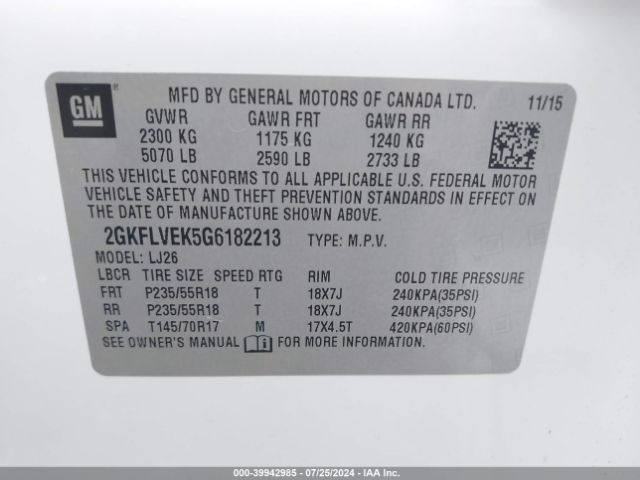 GM
MFD BY GENERAL MOTORS OF CANADA LTD. 11/15
GVWR GAWR FRT GAWR RR
2300 KG 1175 KG 1240 KG
5070 LB 2590 LB 2733 LB
THIS VEHICLE CONFORMS TO ALL APPLICABLE U.S. FEDERAL MOTOR
VEHICLE SAFETY AND THEFT PREVENTION STANDARDS IN EFFECT ON
THE DATE OF MANUFACTURE SHOWN ABOVE.
2GKFLVEK5G6182213 TYPE: M.P.V.
MODEL: LJ26
LBCR TIRE SIZE SPEED RTG RIM COLD TIRE PRESSURE
FRT P235/55R18 T 18X7J 240KPA(35PSI)
RR P235/55R18 T 18X7J 240KPA(35PSI)
SPA T145/70R17 M 17X4.5T 420KPA(60PSI)
SEE OWNER'S MANUAL FOR MORE INFORMATION.
000-39942985 - 07/25/2024 - IAA Inc.